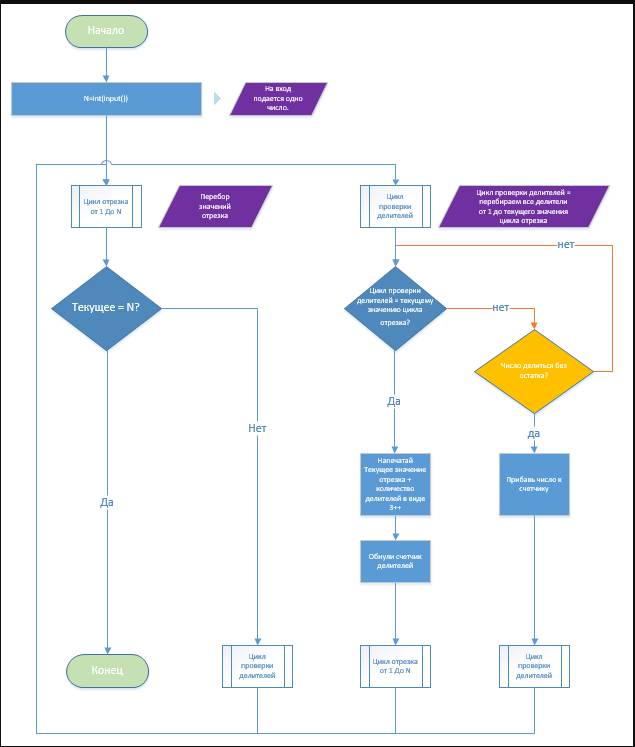 Начало
N=int(input())
На вход
подается одно
число.
Цикл отрезка
от 1 До N
Перебор
значений
отрезка
Цикл
проверки
делителей
Цикл проверки делителей =
перебираем все делители
от 1 до текущего значения
цикла отрезка
нет
Текущее = N?
Цикл проверки
делителей = текущему
значению цикла
отрезка?
нет
Число делиться без
остатка?
Да
Нет
да
Напечатай
Текущее значение
отрезка +
количество
делителей в виде
3++
Прибавь число к
счетчику
Да
Обнули счетчик
делителей
Конец
Цикл
проверки
делителей
Цикл отрезка
от 1 До N
Цикл
проверки
делителей